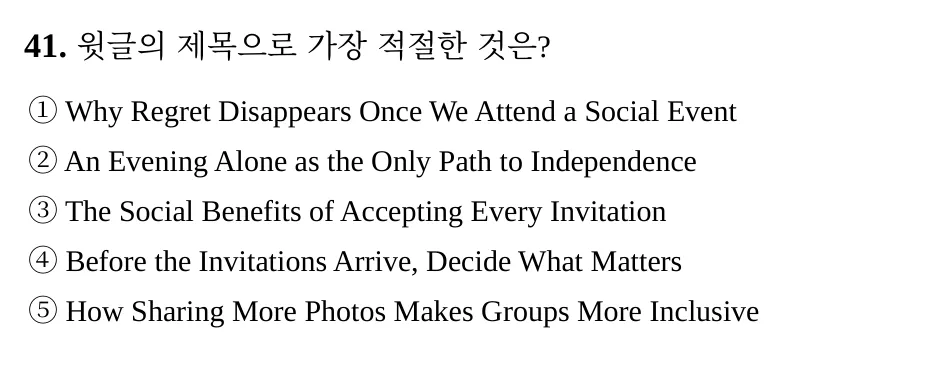 41. 윗글의 제목으로 가장 적절한 것은?
① Why Regret Disappears Once We Attend a Social Event
② An Evening Alone as the Only Path to Independence
③ The Social Benefits of Accepting Every Invitation
④ Before the Invitations Arrive, Decide What Matters
⑤ How Sharing More Photos Makes Groups More Inclusive